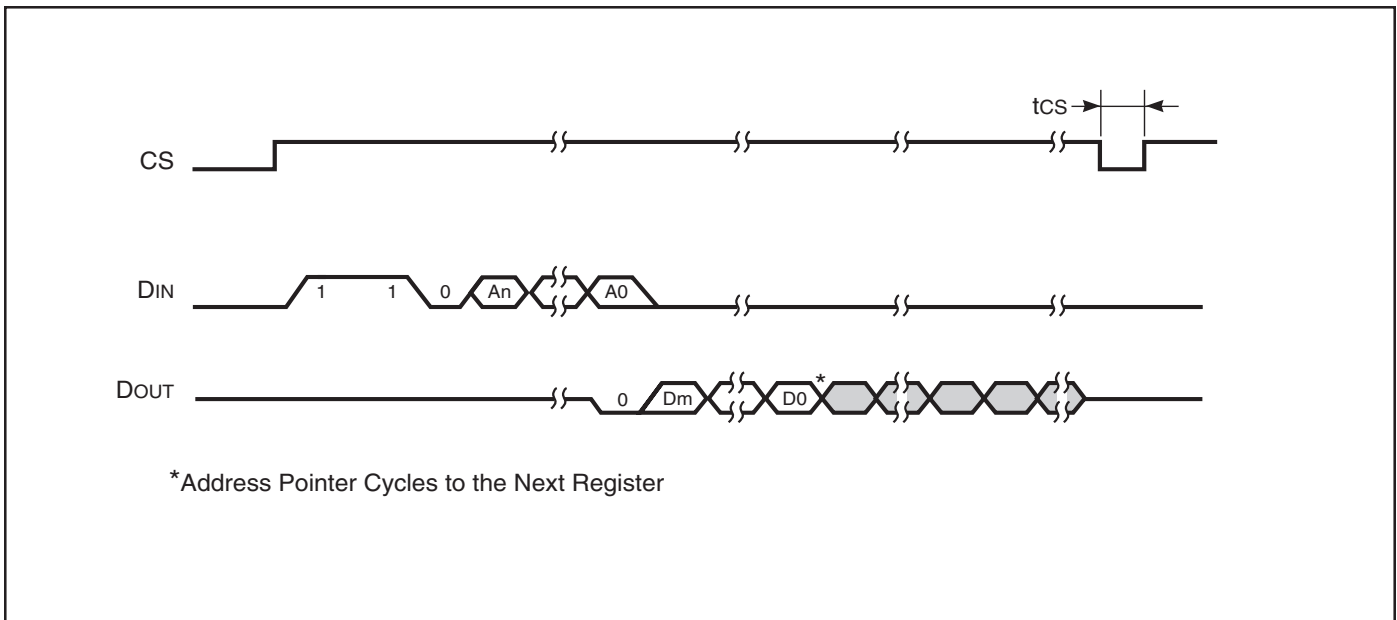 tCS
CS
DIN
1 1 0 An A0
DOUT
0 Dm D0 *
*Address Pointer Cycles to the Next Register